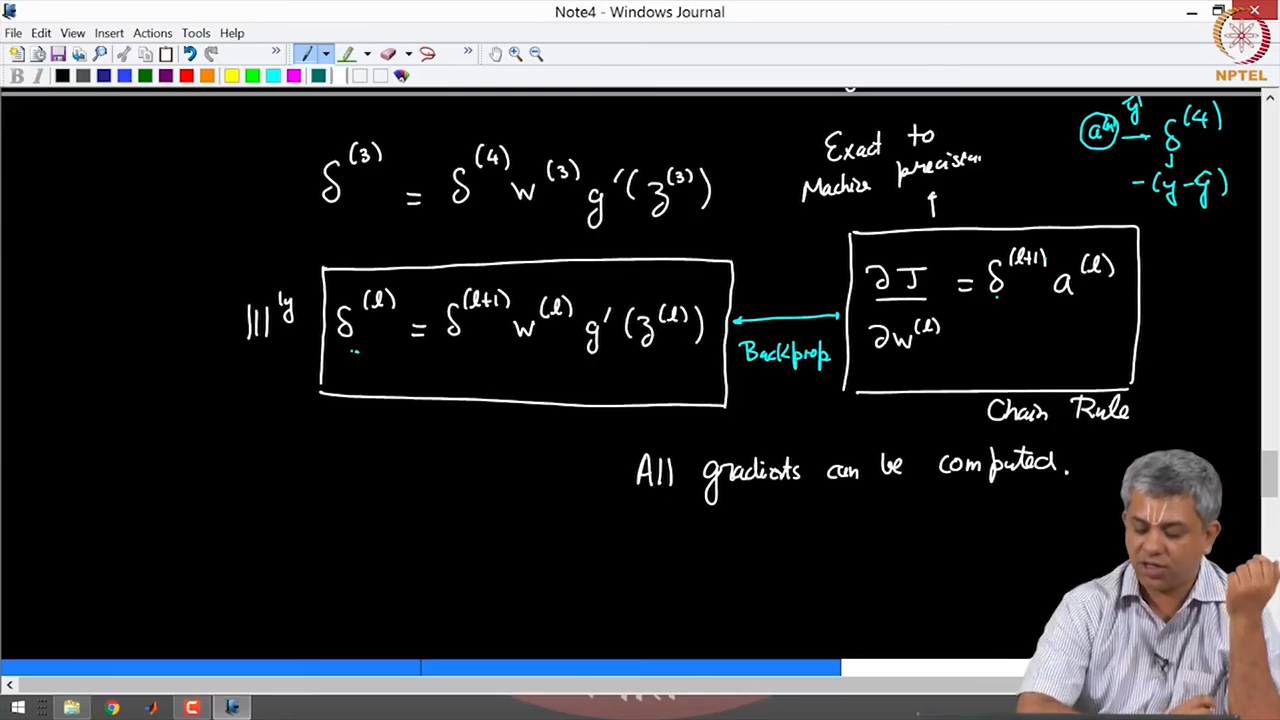 Note4 - Windows Journal
File Edit View Insert Actions Tools Help
NPTEL
δ^(3) = δ^(4) w^(3) g'(z^(3))
Exact to
Machine precision
a^(4) ȳ → δ^(4)
-(y-ŷ)
|||ly δ^(l) = δ^(l+1) w^(l) g'(z^(l))
Backprop
∂J/∂w^(l) = δ^(l+1) a^(l)
Chain Rule
All gradients can be computed.